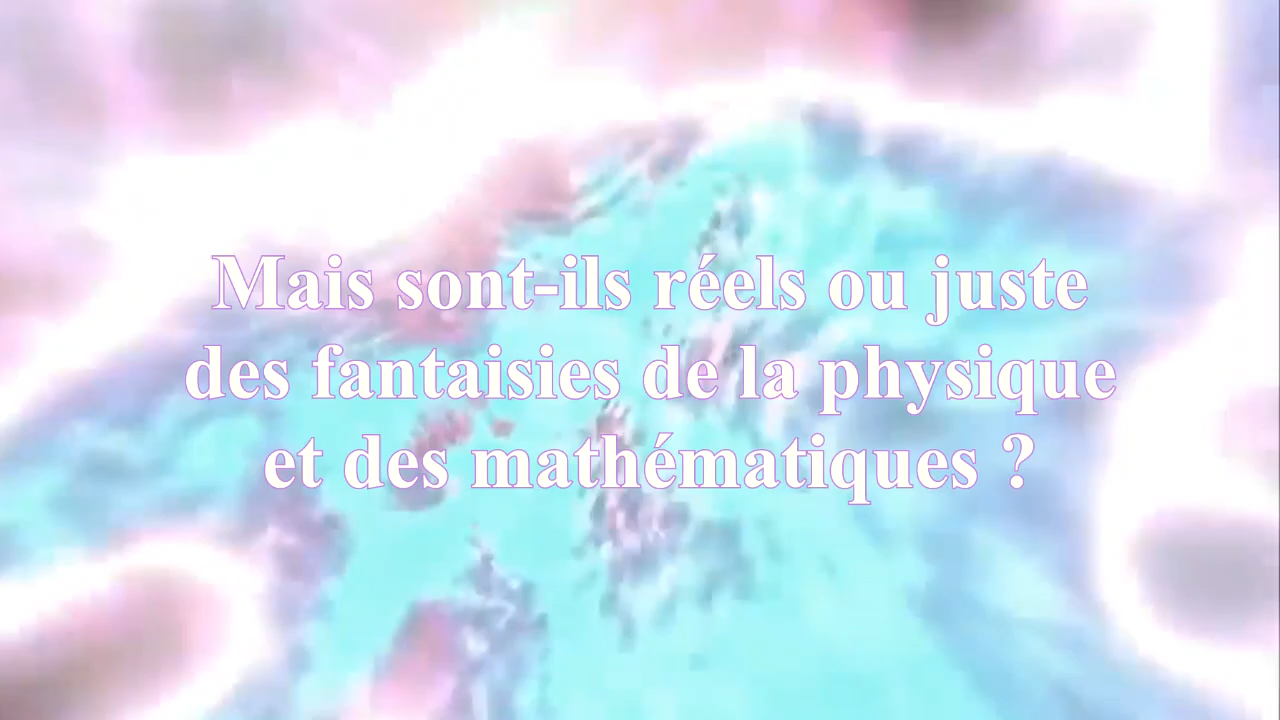 Mais sont-ils réels ou juste
des fantaisies de la physique
et des mathématiques ?